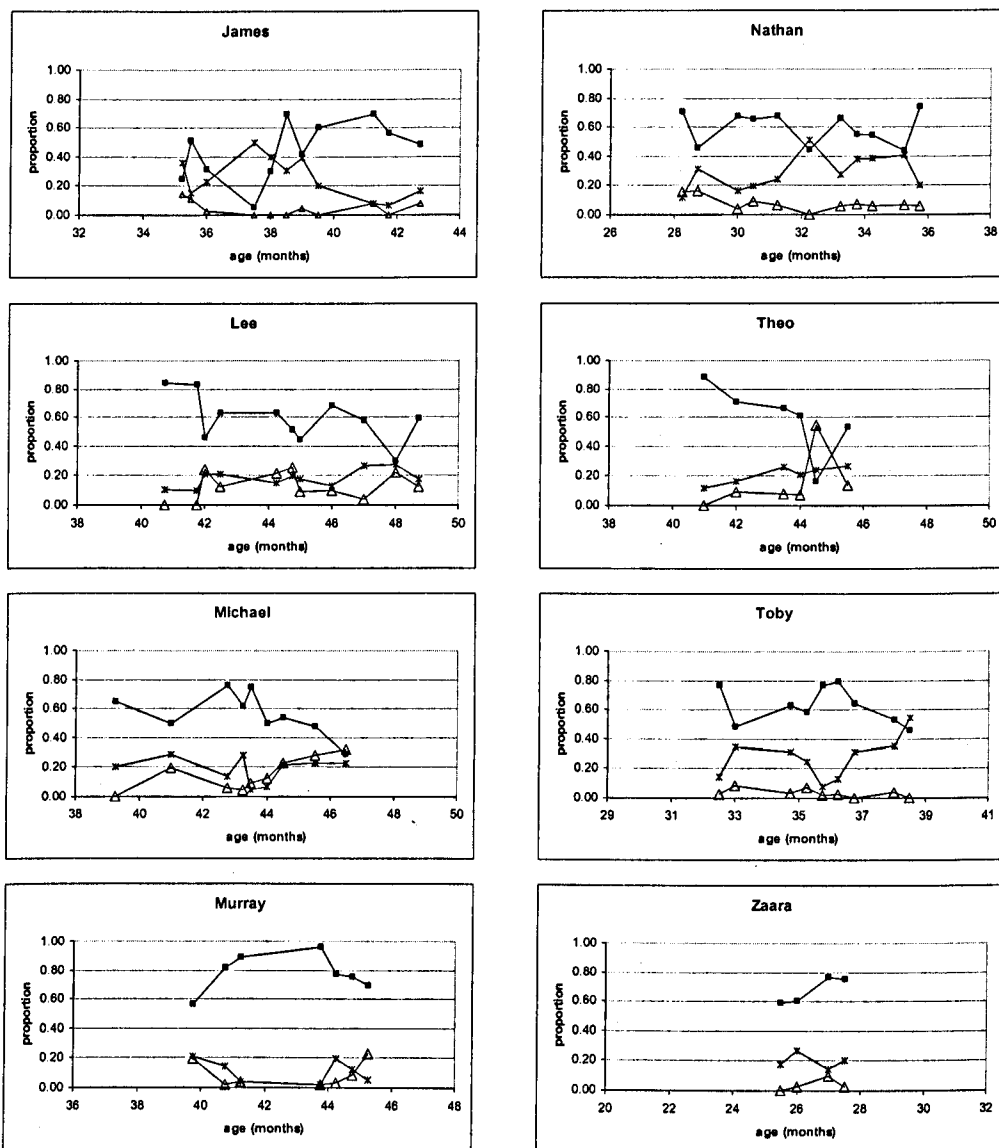 James
1.00
0.80
0.60
0.40
0.20
0.00
proportion
32 34 36 38 40 42 44
age (months)
Nathan
1.00
0.80
0.60
0.40
0.20
0.00
proportion
26 28 30 32 34 36 38
age (months)
Lee
1.00
0.80
0.60
0.40
0.20
0.00
proportion
38 40 42 44 46 48 50
age (months)
Theo
1.00
0.80
0.60
0.40
0.20
0.00
proportion
38 40 42 44 46 48 50
age (months)
Michael
1.00
0.80
0.60
0.40
0.20
0.00
proportion
38 40 42 44 46 48 50
age (months)
Toby
1.00
0.80
0.60
0.40
0.20
0.00
proportion
29 31 33 35 37 39 41
age (months)
Murray
1.00
0.80
0.60
0.40
0.20
0.00
proportion
36 38 40 42 44 46 48
age (months)
Zaara
1.00
0.80
0.60
0.40
0.20
0.00
proportion
20 22 24 26 28 30 32
age (months)